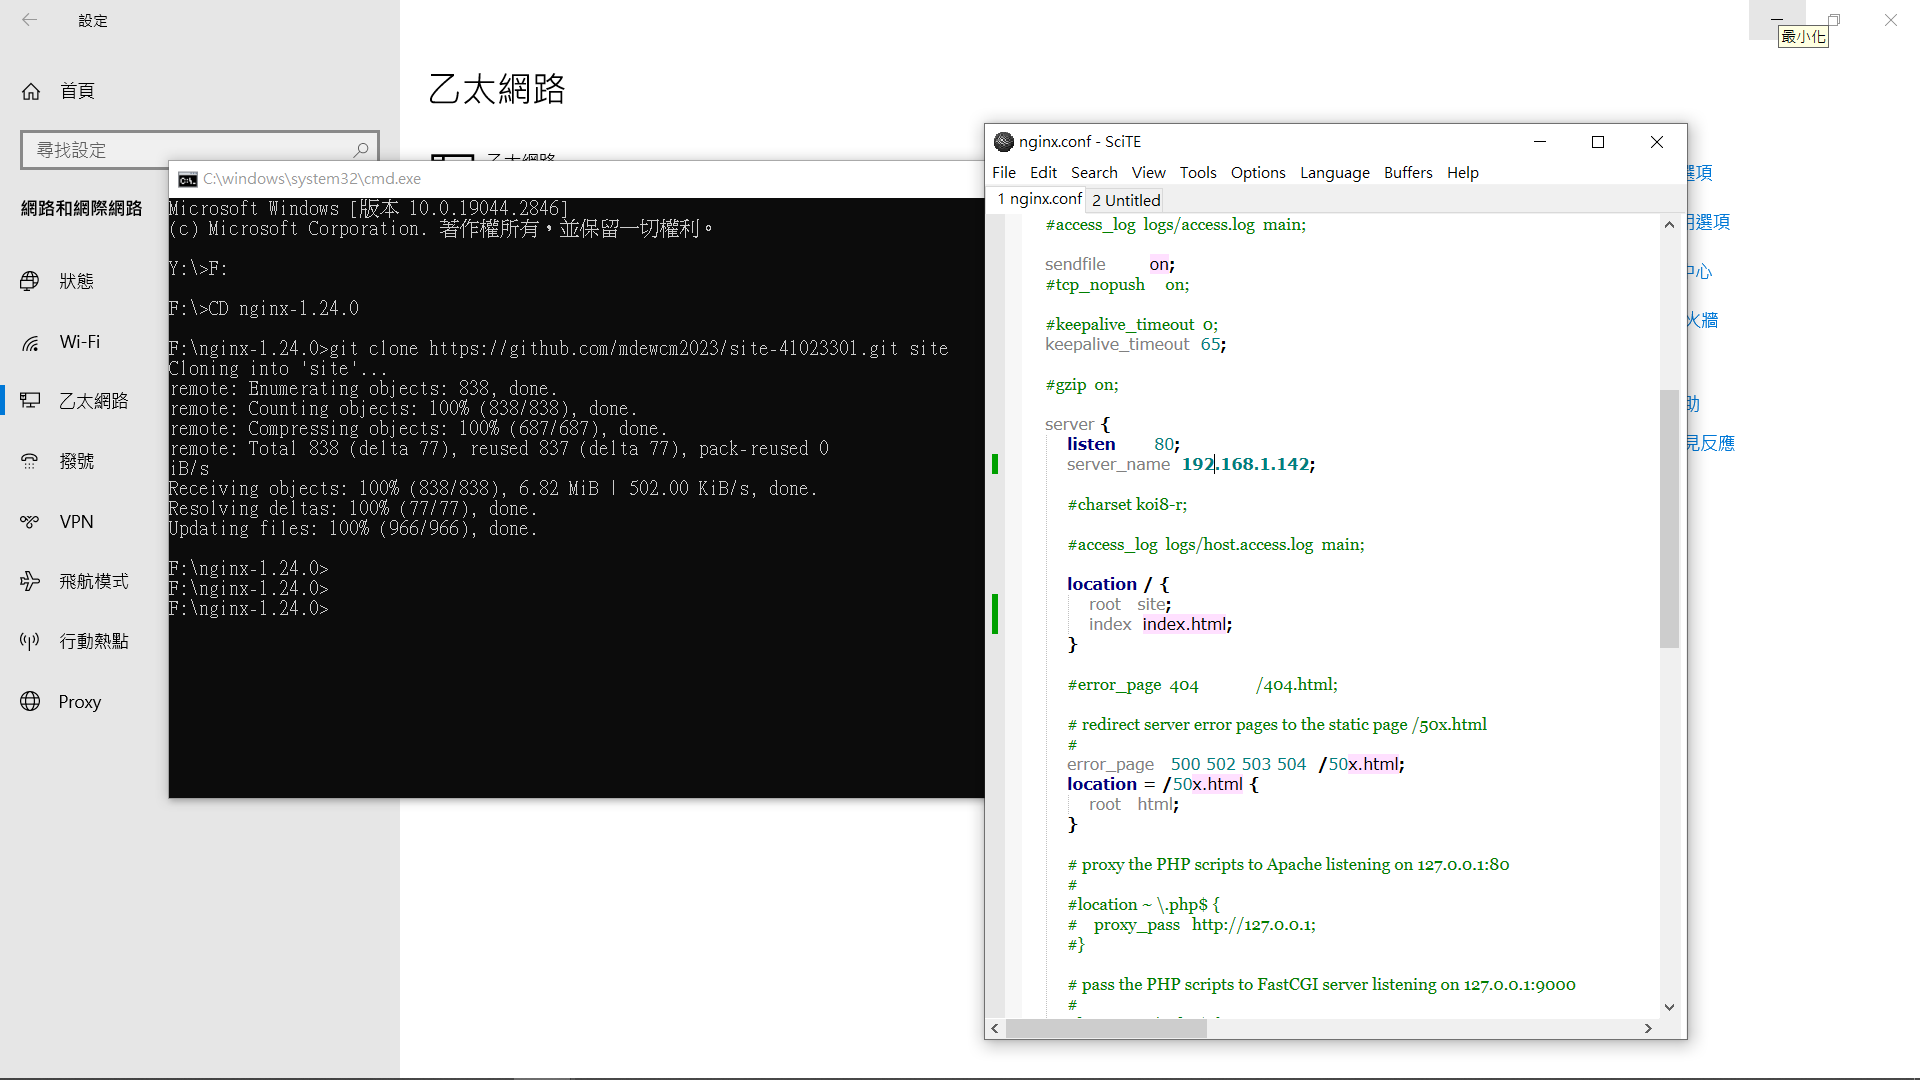 設定
最小化
首頁
尋找設定
網路和網際網路
狀態
Wi-Fi
乙太網路
撥號
VPN
飛航模式
行動熱點
Proxy
乙太網路
乙太網路
C:\windows\system32\cmd.exe
Microsoft Windows [版本 10.0.19044.2846]
(c) Microsoft Corporation. 著作權所有，並保留一切權利。
Y:\>F:
F:\>CD nginx-1.24.0
F:\nginx-1.24.0>git clone https://github.com/mdewcm2023/site-41023301.git site
Cloning into 'site'...
remote: Enumerating objects: 838, done.
remote: Counting objects: 100% (838/838), done.
remote: Compressing objects: 100% (687/687), done.
remote: Total 838 (delta 77), reused 837 (delta 77), pack-reused 0
iB/s
Receiving objects: 100% (838/838), 6.82 MiB | 502.00 KiB/s, done.
Resolving deltas: 100% (77/77), done.
Updating files: 100% (966/966), done.
F:\nginx-1.24.0>
F:\nginx-1.24.0>
F:\nginx-1.24.0>
nginx.conf - SciTE
File Edit Search View Tools Options Language Buffers Help
1 nginx.conf 2 Untitled
#access_log logs/access.log main;
sendfile on;
#tcp_nopush on;
#keepalive_timeout 0;
keepalive_timeout 65;
#gzip on;
server {
listen 80;
server_name 192.168.1.142;
#charset koi8-r;
#access_log logs/host.access.log main;
location / {
root site;
index index.html;
}
#error_page 404 /404.html;
# redirect server error pages to the static page /50x.html
#
error_page 500 502 503 504 /50x.html;
location = /50x.html {
root html;
}
# proxy the PHP scripts to Apache listening on 127.0.0.1:80
#
#location ~ \.php$ {
# proxy_pass http://127.0.0.1;
#}
# pass the PHP scripts to FastCGI server listening on 127.0.0.1:9000
#
選項
用選項
中心
火牆
助
見反應